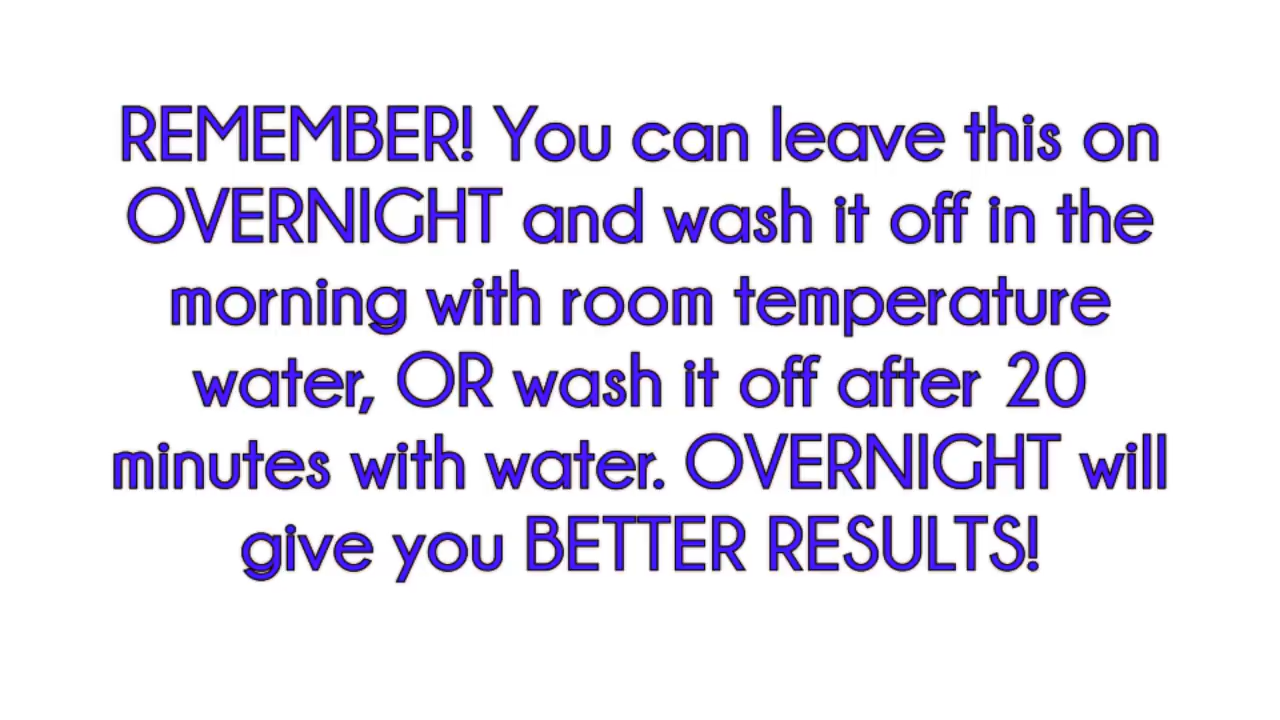 REMEMBER! You can leave this on
OVERNIGHT and wash it off in the
morning with room temperature
water, OR wash it off after 20
minutes with water. OVERNIGHT will
give you BETTER RESULTS!